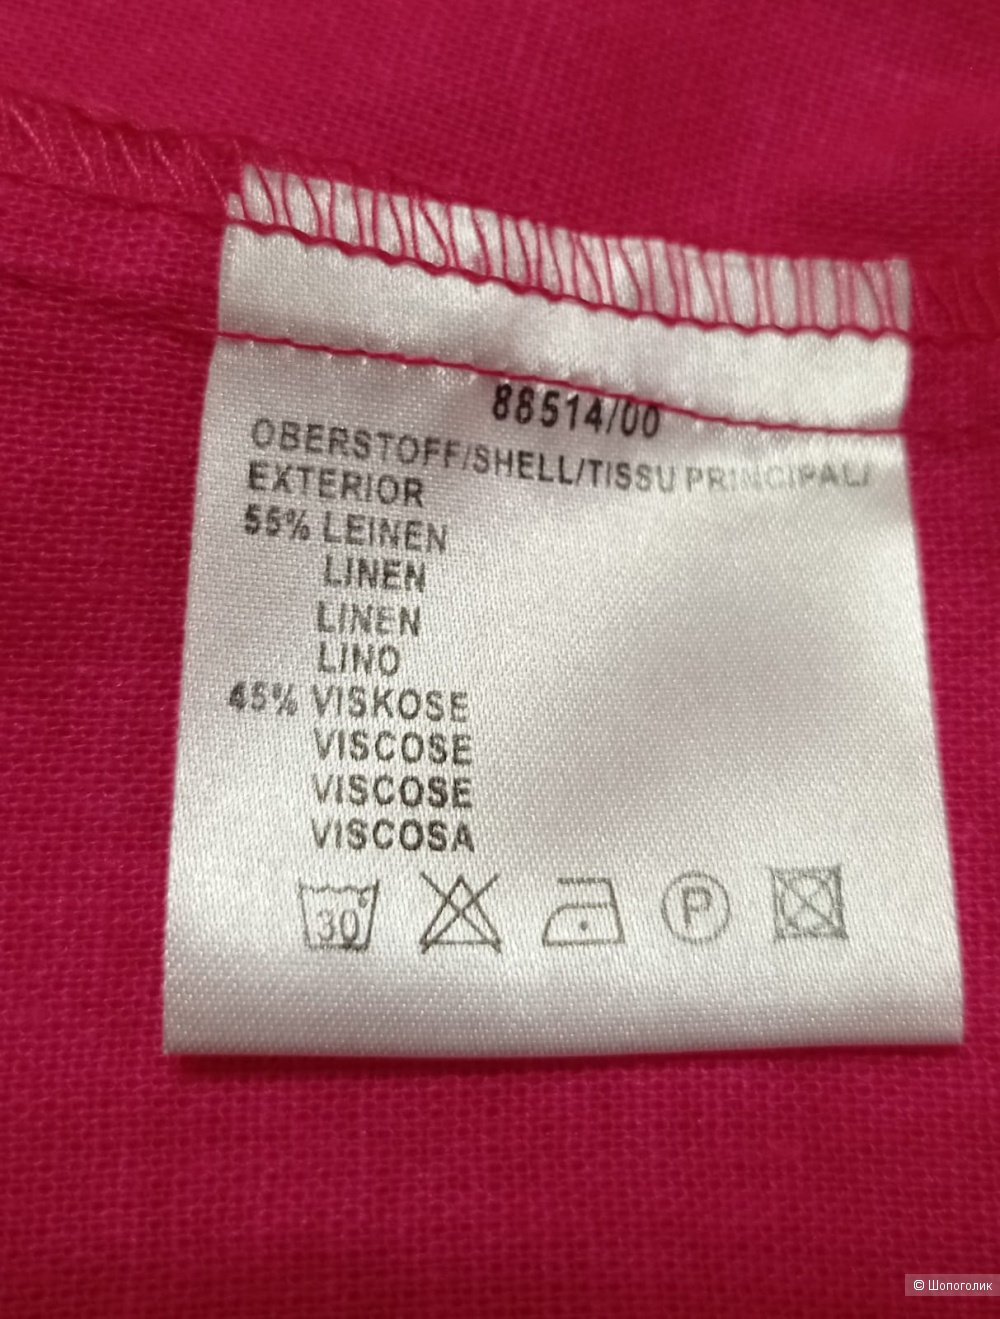 88514/00
OBERSTOFF/SHELL/TISSU PRINCIPAL/
EXTERIOR
55% LEINEN
LINEN
LINEN
LINO
45% VISKOSE
VISCOSE
VISCOSE
VISCOSA
30° P
© Шопоголик